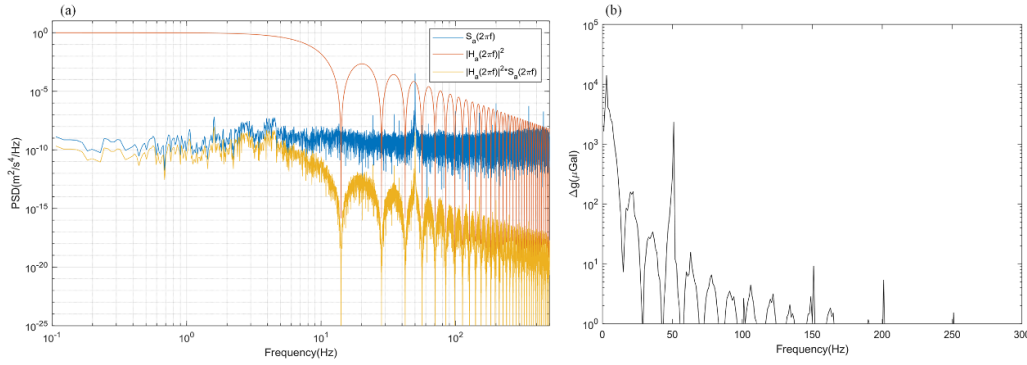 (a)
10^0
10^-5
10^-10
10^-15
10^-20
10^-25
PSD(m^2/s^4/Hz)
S_a(2πf)
|H_a(2πf)|^2
|H_a(2πf)|^2*S_a(2πf)
10^-1
10^0
10^1
10^2
Frequency(Hz)
(b)
10^5
10^4
10^3
10^2
10^1
10^0
Δg(μGal)
0
50
100
150
200
250
300
Frequency(Hz)